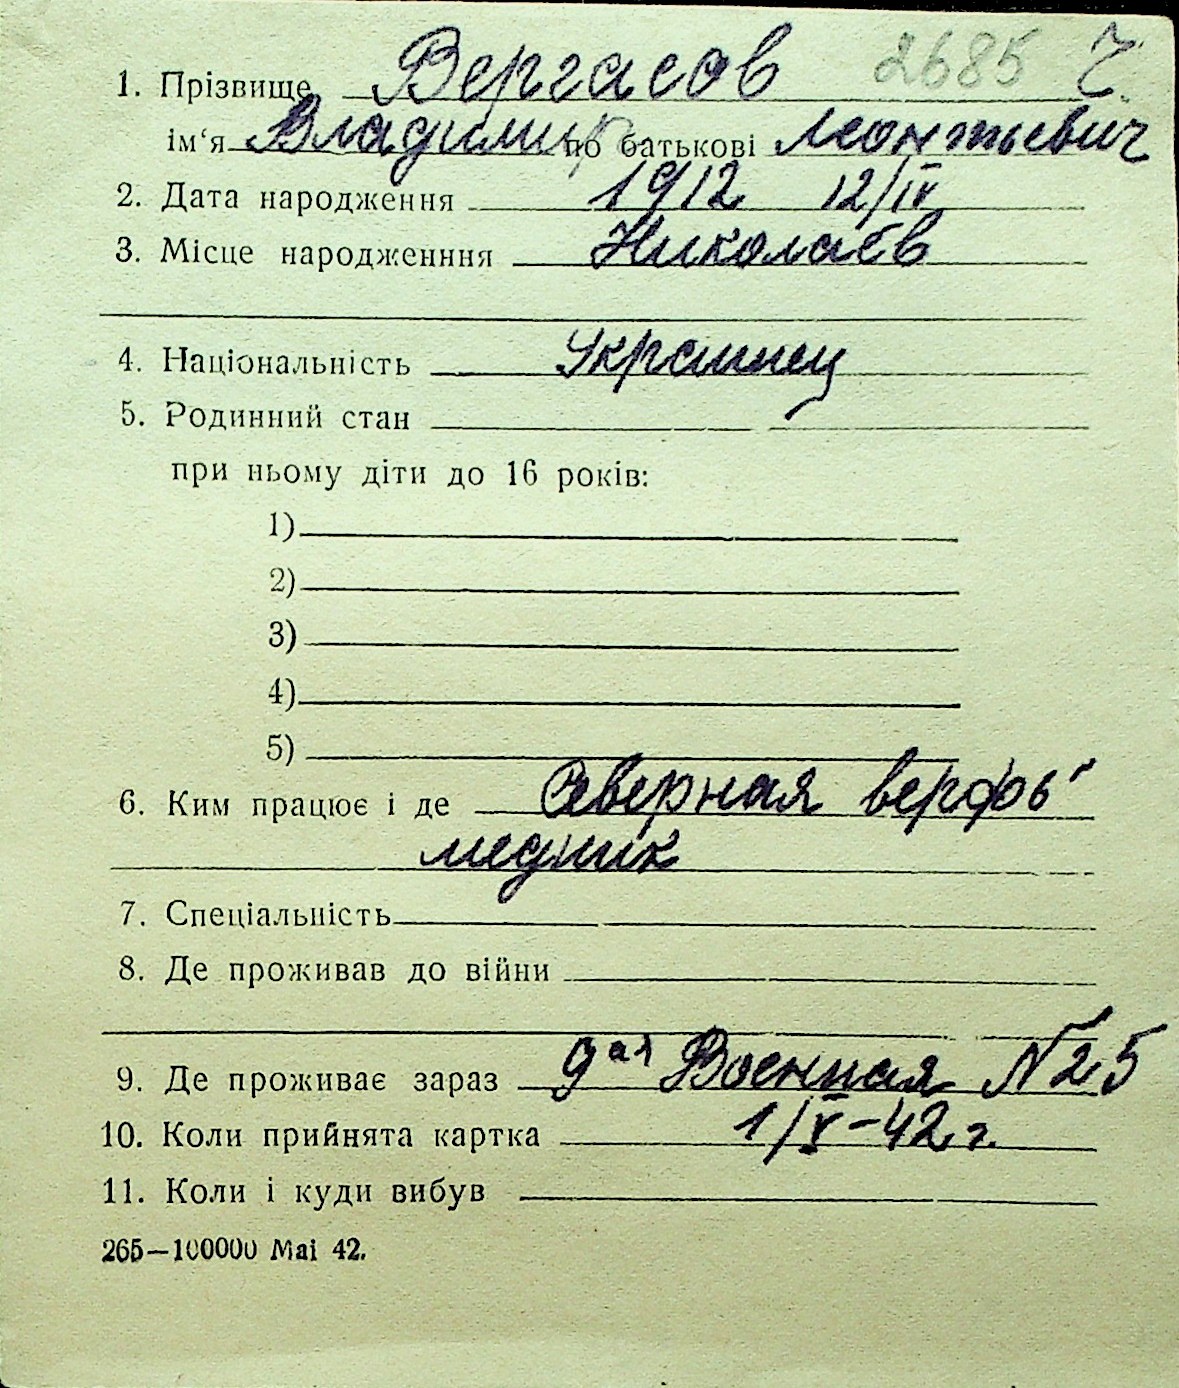 1. Прізвище Вергасов 2685 Г.
ім‘я Владимир по батькові Леонтьевич
2. Дата народження 1912 12/IV
3. Місце народженння Николаев
4. Національність Украинец
5. Родинний стан
при ньому діти до 16 років:
1)
2)
3)
4)
5)
6. Ким працює і де Северная верфь
медник
7. Спеціальність
8. Де проживав до війни
9. Де проживає зараз 9ая Военная №25
10. Коли прийнята картка 1/V-42 г.
11. Коли і куди вибув
265—100000 Mai 42.